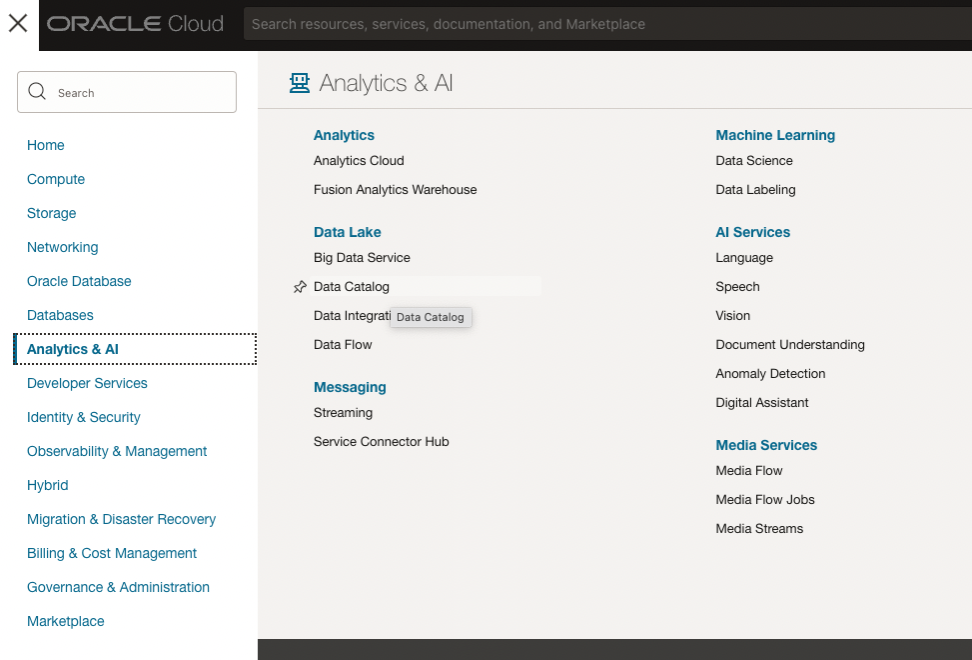 ORACLE Cloud
Search resources, services, documentation, and Marketplace
Search
Home
Compute
Storage
Networking
Oracle Database
Databases
Analytics & AI
Developer Services
Identity & Security
Observability & Management
Hybrid
Migration & Disaster Recovery
Billing & Cost Management
Governance & Administration
Marketplace
Analytics & AI
Analytics
Analytics Cloud
Fusion Analytics Warehouse
Data Lake
Big Data Service
Data Catalog
Data Integrati
Data Catalog
Data Flow
Messaging
Streaming
Service Connector Hub
Machine Learning
Data Science
Data Labeling
AI Services
Language
Speech
Vision
Document Understanding
Anomaly Detection
Digital Assistant
Media Services
Media Flow
Media Flow Jobs
Media Streams